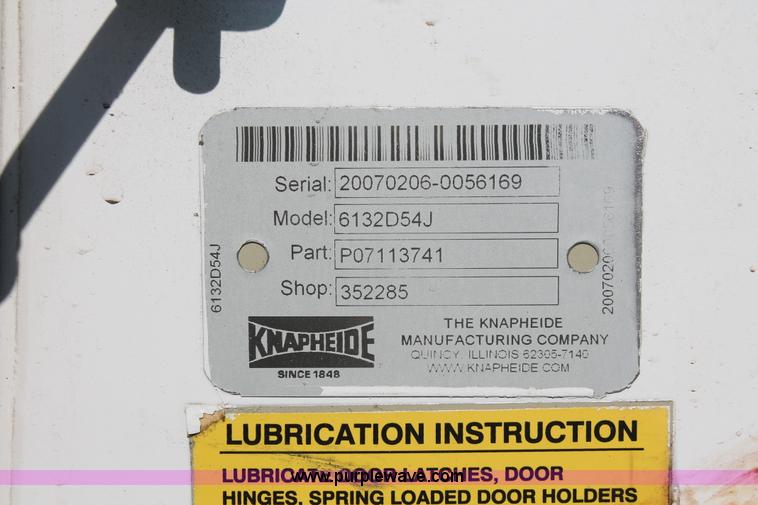 Serial: 20070206-0056169
Model: 6132D54J
Part: P07113741
Shop: 352285
6132D54J
20070206-0056169
KNAPHEIDE
SINCE 1848
THE KNAPHEIDE
MANUFACTURING COMPANY
QUINCY, ILLINOIS 62305-7140
WWW.KNAPHEIDE.COM
LUBRICATION INSTRUCTION
LUBRICATE DOOR LATCHES, DOOR
www.purplewave.com
HINGES, SPRING LOADED DOOR HOLDERS